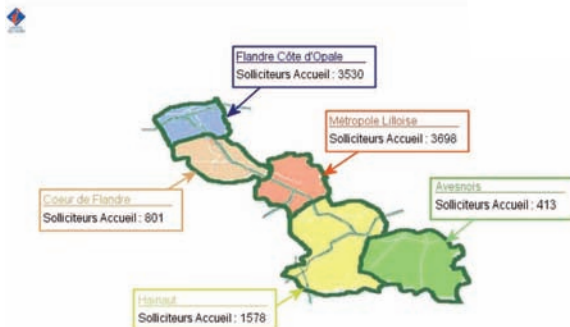 Flandre Côte d'Opale
Solliciteurs Accueil : 3530
Métropole Lilloise
Solliciteurs Accueil : 3698
Coeur de Flandre
Solliciteurs Accueil : 801
Avesnois
Solliciteurs Accueil : 413
Hainaut
Solliciteurs Accueil : 1578